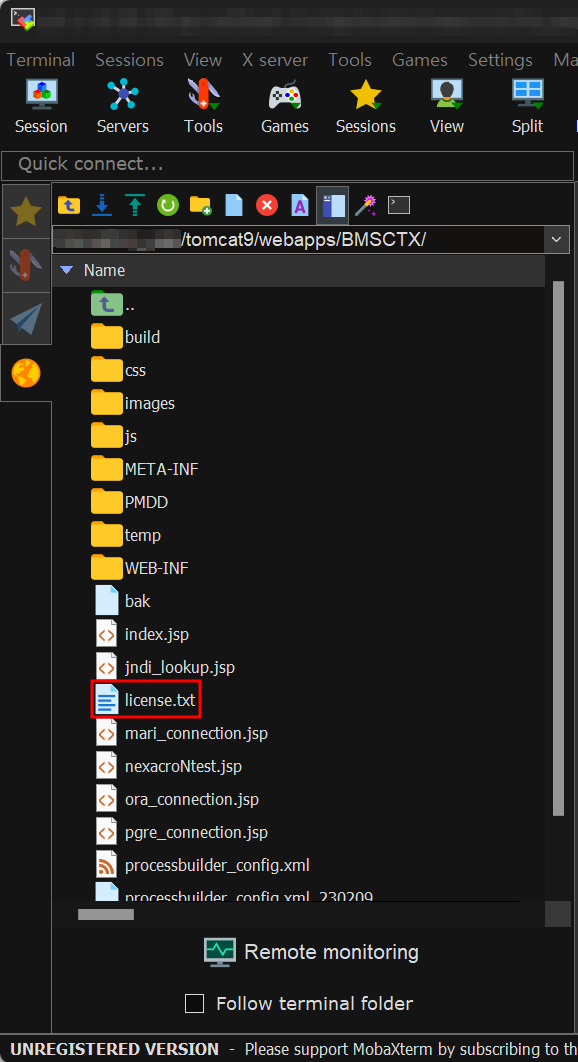 Terminal Sessions View X server Tools Games Settings Ma
Session Servers Tools Games Sessions View Split
Quick connect...
/tomcat9/webapps/BMSCTX/
Name
..
build
css
images
js
META-INF
PMDD
temp
WEB-INF
bak
index.jsp
jndi_lookup.jsp
license.txt
mari_connection.jsp
nexacroNtest.jsp
ora_connection.jsp
pgre_connection.jsp
processbuilder_config.xml
processbuilder_config.xml_230209
Remote monitoring
Follow terminal folder
UNREGISTERED VERSION - Please support MobaXterm by subscribing to th